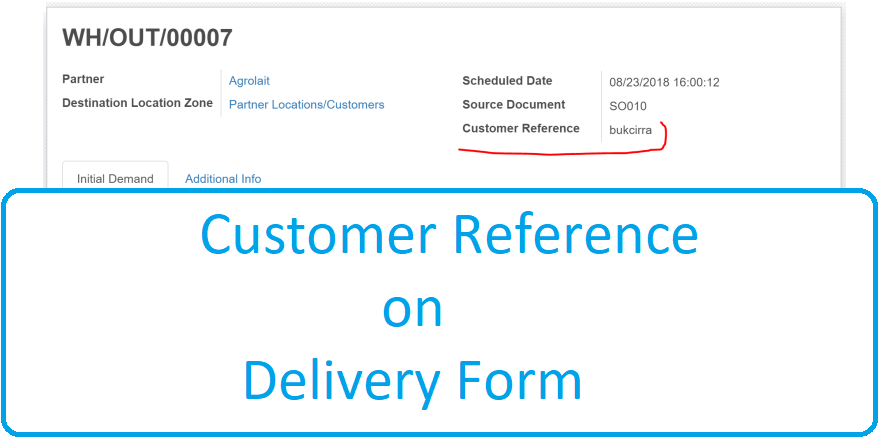 WH/OUT/00007
Partner Agrolait
Destination Location Zone Partner Locations/Customers
Scheduled Date 08/23/2018 16:00:12
Source Document SO010
Customer Reference bukcirra
Initial Demand Additional Info
Customer Reference
on
Delivery Form